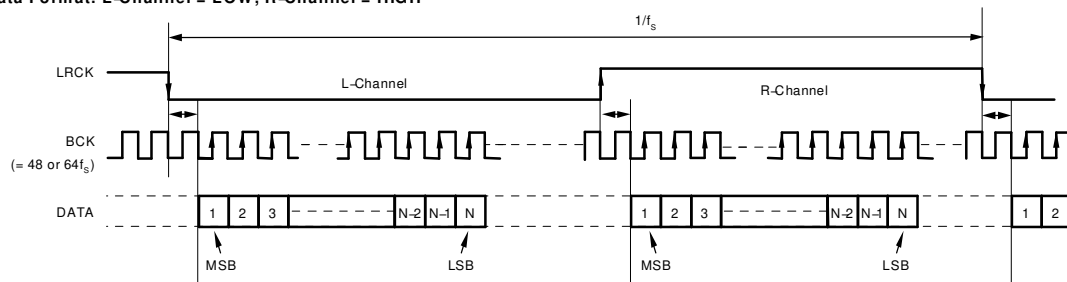 ata Format: L-Channel = LOW, R-Channel = HIGH
1/fS
LRCK
L-Channel
R-Channel
BCK
(= 48 or 64fS)
DATA
1 2 3 N-2 N-1 N 1 2 3 N-2 N-1 N 1 2
MSB LSB MSB LSB